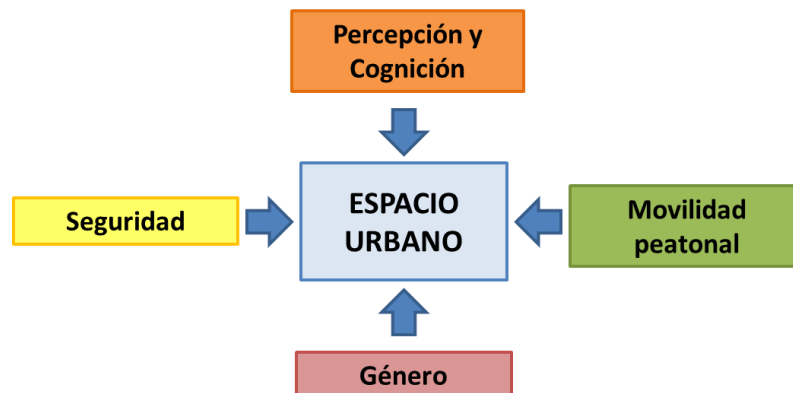 Percepción y
Cognición
Seguridad
ESPACIO
URBANO
Movilidad
peatonal
Género